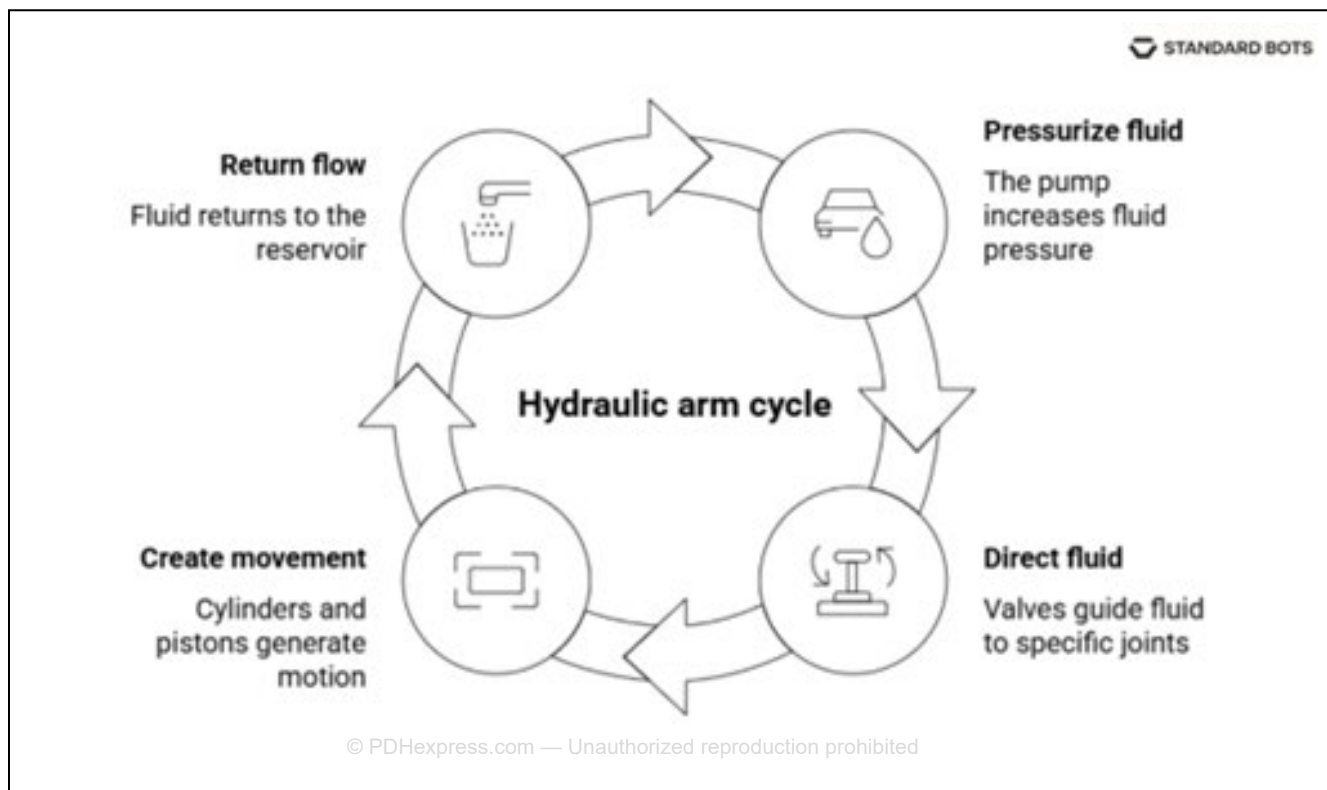 STANDARD BOTS
Return flow
Fluid returns to the
reservoir
Pressurize fluid
The pump
increases fluid
pressure
Hydraulic arm cycle
Create movement
Cylinders and
pistons generate
motion
Direct fluid
Valves guide fluid
to specific joints
© PDHexpress.com — Unauthorized reproduction prohibited